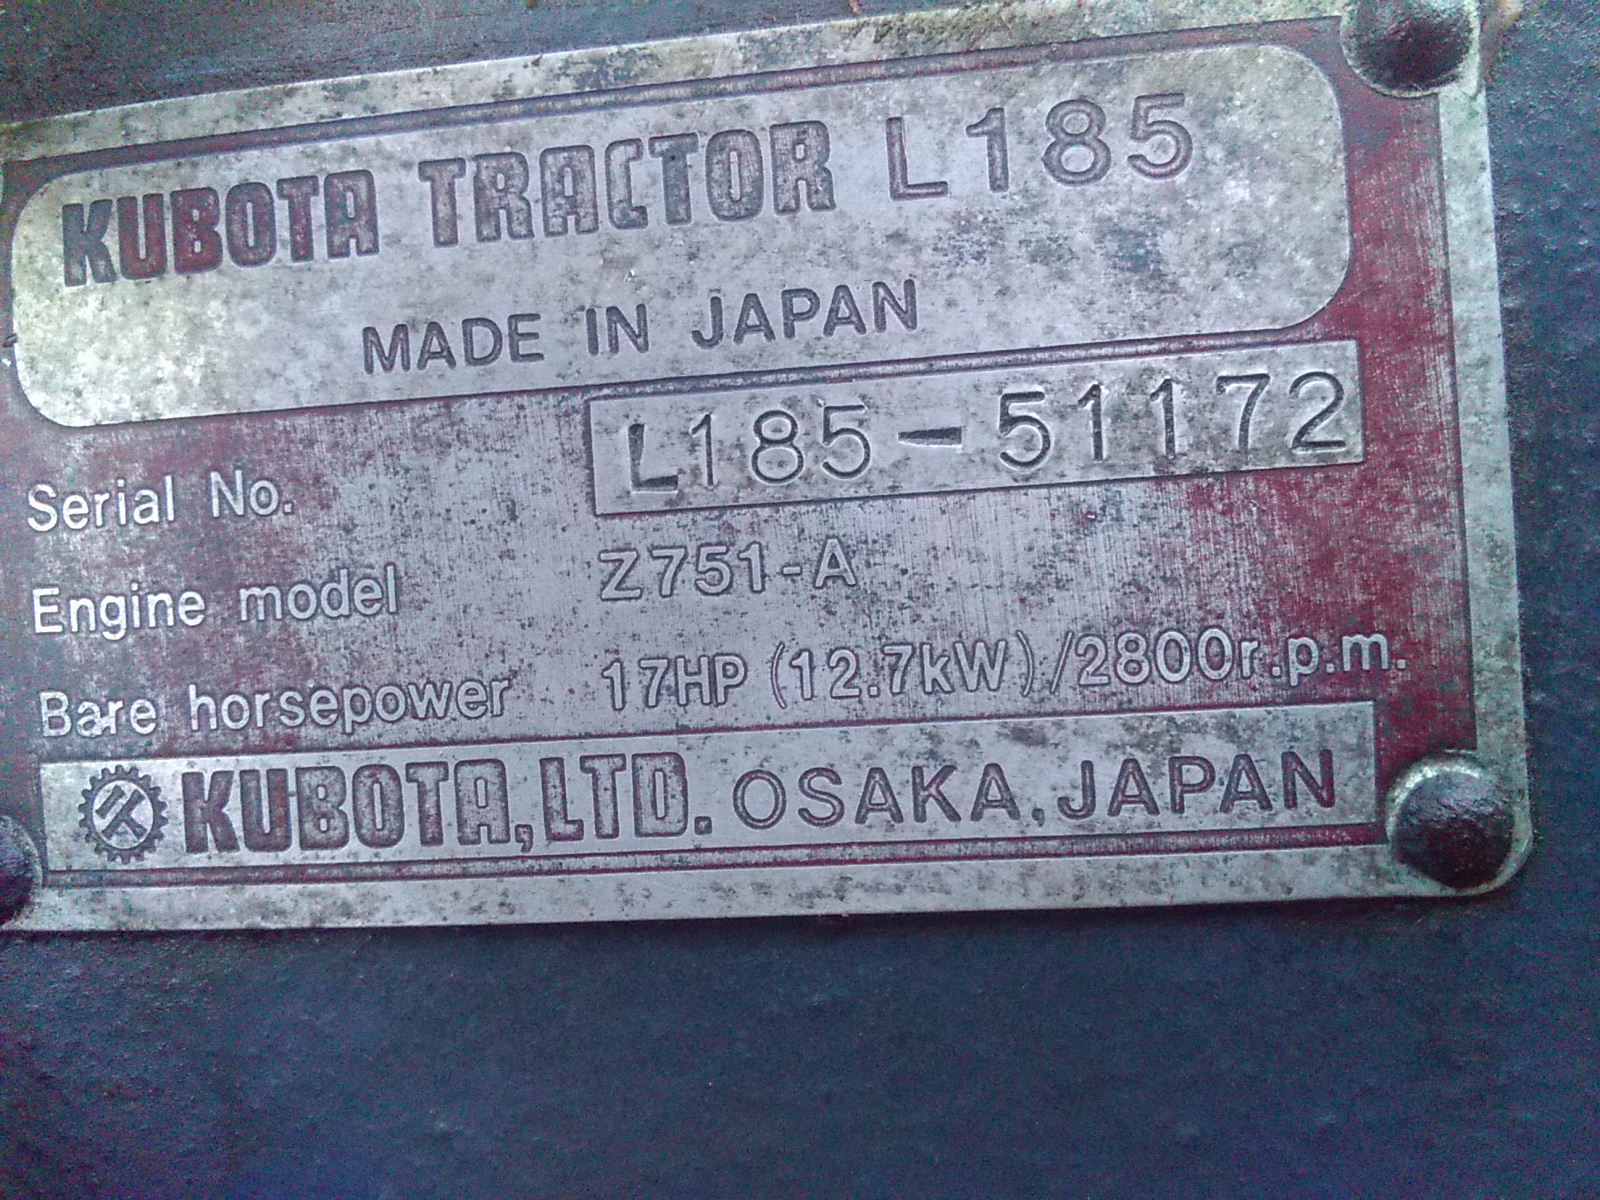 KUBOTA TRACTOR L185
MADE IN JAPAN
Serial No. L185-51172
Engine model Z751-A
Bare horsepower 17HP (12.7kW)/2800r.p.m.
KUBOTA,LTD. OSAKA,JAPAN